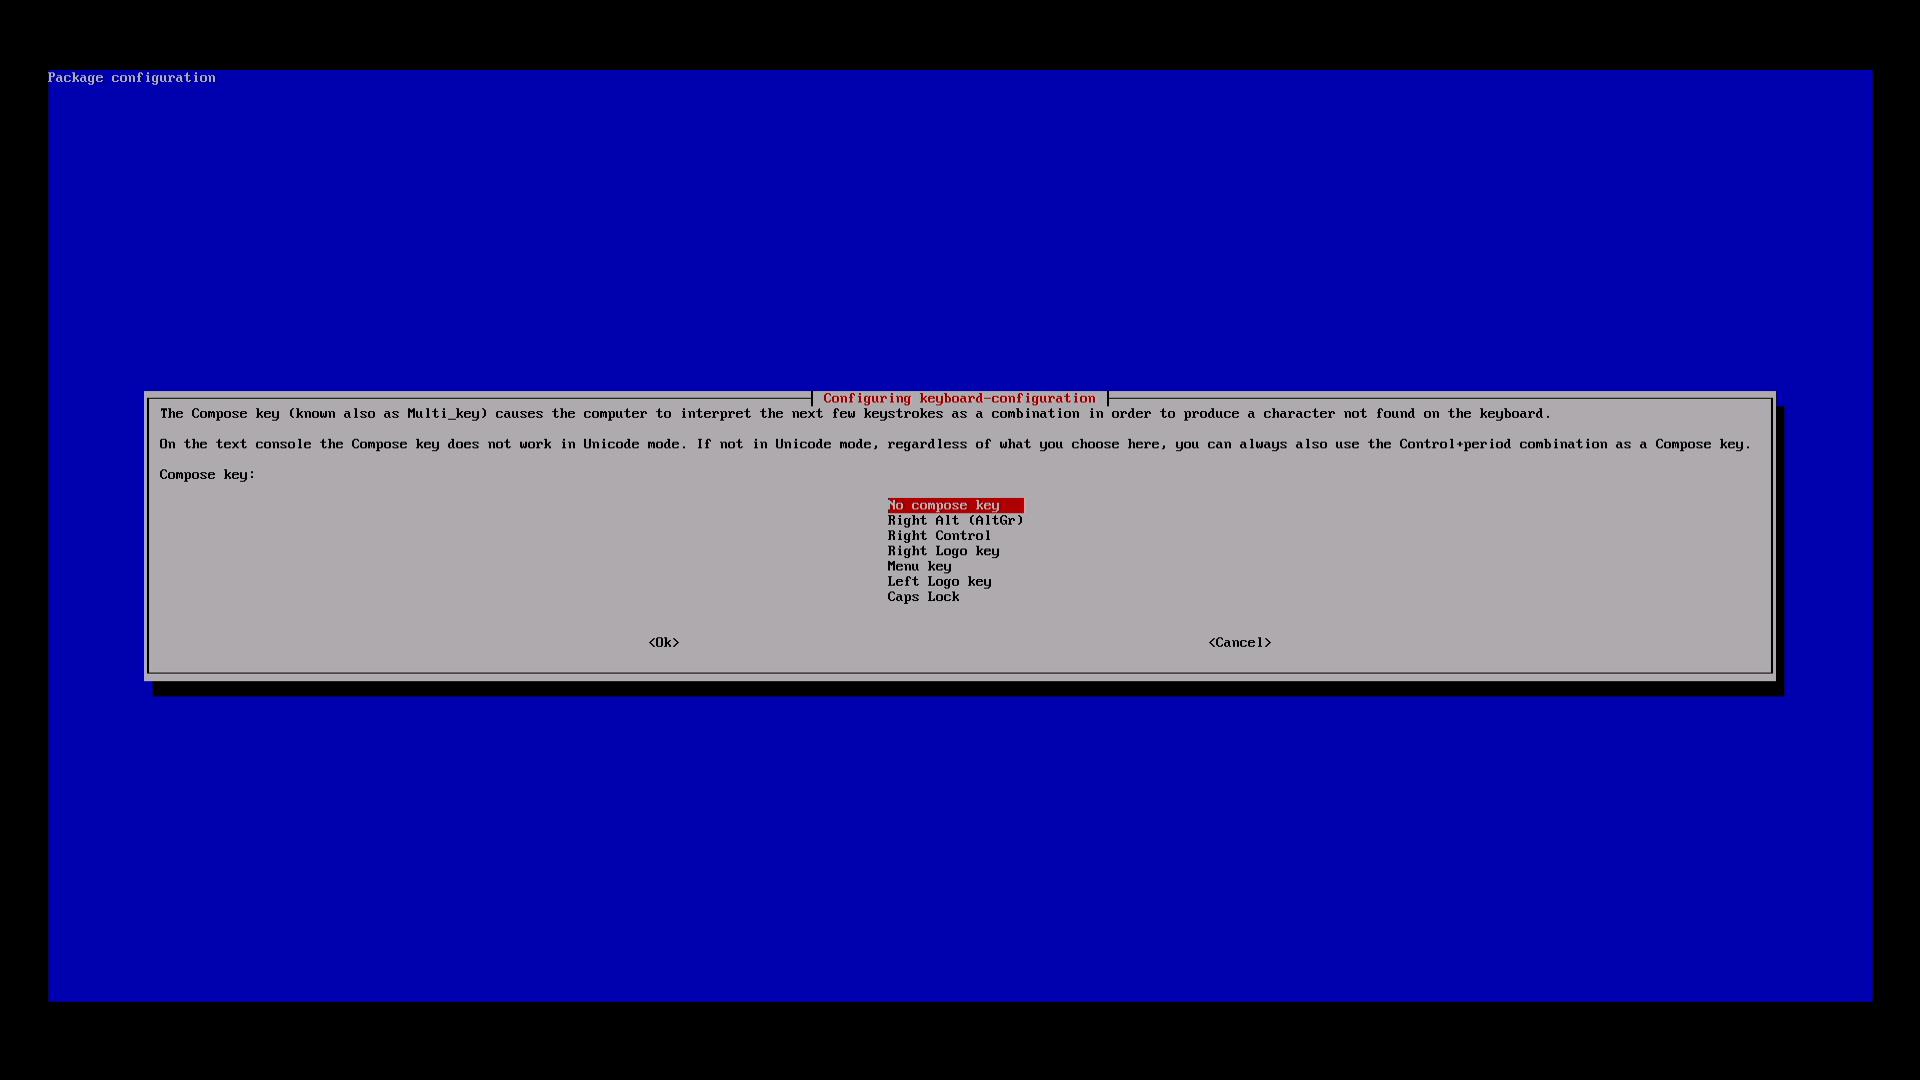 Package configuration
Configuring keyboard-configuration
The Compose key (known also as Multi_key) causes the computer to interpret the next few keystrokes as a combination in order to produce a character not found on the keyboard.
On the text console the Compose key does not work in Unicode mode. If not in Unicode mode, regardless of what you choose here, you can always also use the Control+period combination as a Compose key.
Compose key:
No compose key
Right Alt (AltGr)
Right Control
Right Logo key
Menu key
Left Logo key
Caps Lock
<Ok> <Cancel>